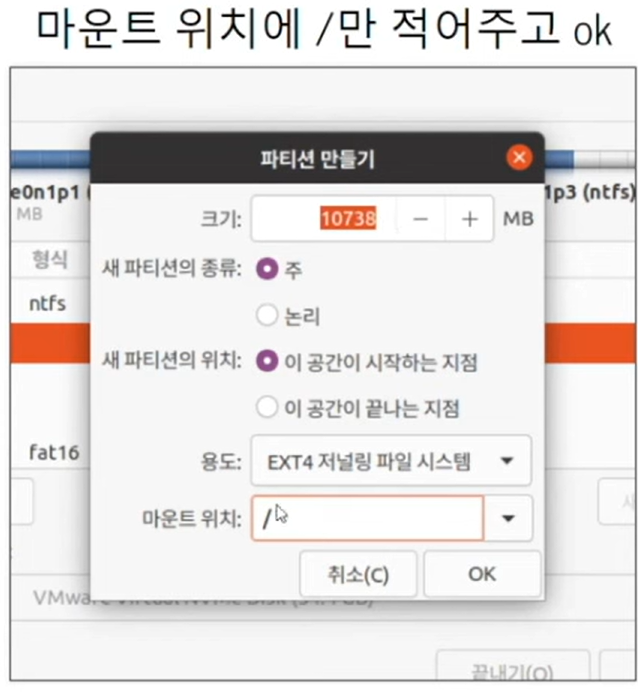 마운트 위치에 /만 적어주고 ok
파티션 만들기
e0n1p1 (
1p3 (ntfs)
MB
크기: 10738 − + MB
형식
새 파티션의 종류: 주
ntfs
논리
새 파티션의 위치: 이 공간이 시작하는 지점
이 공간이 끝나는 지점
fat16
용도: EXT4 저널링 파일 시스템
마운트 위치: /
취소(C) OK
VMware Virtual NVMe Disk
끝내기(Q)